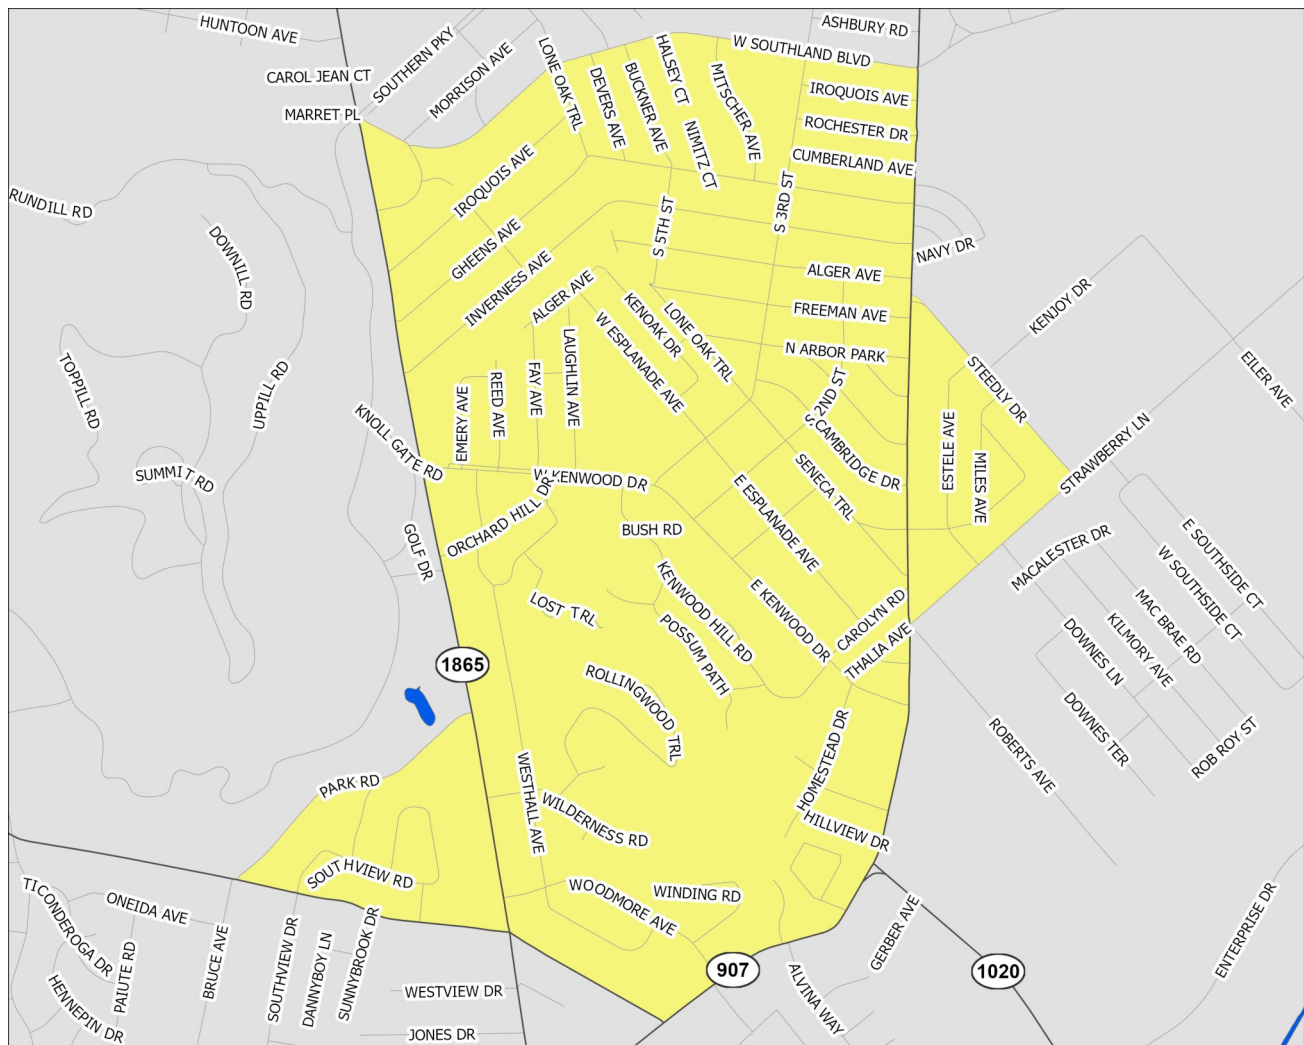 HUNTOON AVE
ASHBURY RD
SOUTHERN PKY
W SOUTHLAND BLVD
CAROL JEAN CT
MORRISON AVE
LONE OAK TRL
HALSEY CT
DEVERS AVE
BUCKNER AVE
MITSCHER AVE
IROQUOIS AVE
MARRET PL
ROCHESTER DR
NIMITZ CT
CUMBERLAND AVE
IROQUOIS AVE
S 3RD ST
RUNDILL RD
S 5TH ST
GHEENS AVE
NAVY DR
DOWNILL RD
INVERNESS AVE
ALGER AVE
ALGER AVE
KENJOY DR
FREEMAN AVE
KENOAK DR
LONE OAK TRL
N ARBOR PARK
W ESPLANADE AVE
LAUGHLIN AVE
FAY AVE
REED AVE
EMERY AVE
TOPPILL RD
UPPILL RD
STEEDLY DR
EILER AVE
S 2ND ST
KNOLL GATE RD
S CAMBRIDGE DR
ESTELE AVE
MILES AVE
STRAWBERRY LN
SUMMIT RD
W KENWOOD DR
SENECA TRL
E ESPLANADE AVE
ORCHARD HILL DR
BUSH RD
GOLF DR
MACALESTER DR
E SOUTHSIDE CT
W SOUTHSIDE CT
LOST TRL
KENWOOD HILL RD
E KENWOOD DR
CAROLYN RD
THALIA AVE
MAC BRAE RD
KILMORY AVE
DOWNES LN
POSSUM PATH
1865
ROLLINGWOOD TRL
DOWNES TER
HOMESTEAD DR
ROBERTS AVE
ROB ROY ST
PARK RD
WESTHALL AVE
WILDERNESS RD
HILLVIEW DR
SOUTHVIEW RD
WOODMORE AVE
WINDING RD
TICONDEROGA DR
ONEIDA AVE
GERBER AVE
ENTERPRISE DR
PAIUTE RD
BRUCE AVE
SOUTHVIEW DR
DANNYBOY LN
SUNNYBROOK DR
907
1020
HENNEPIN DR
WESTVIEW DR
ALVINA WAY
JONES DR